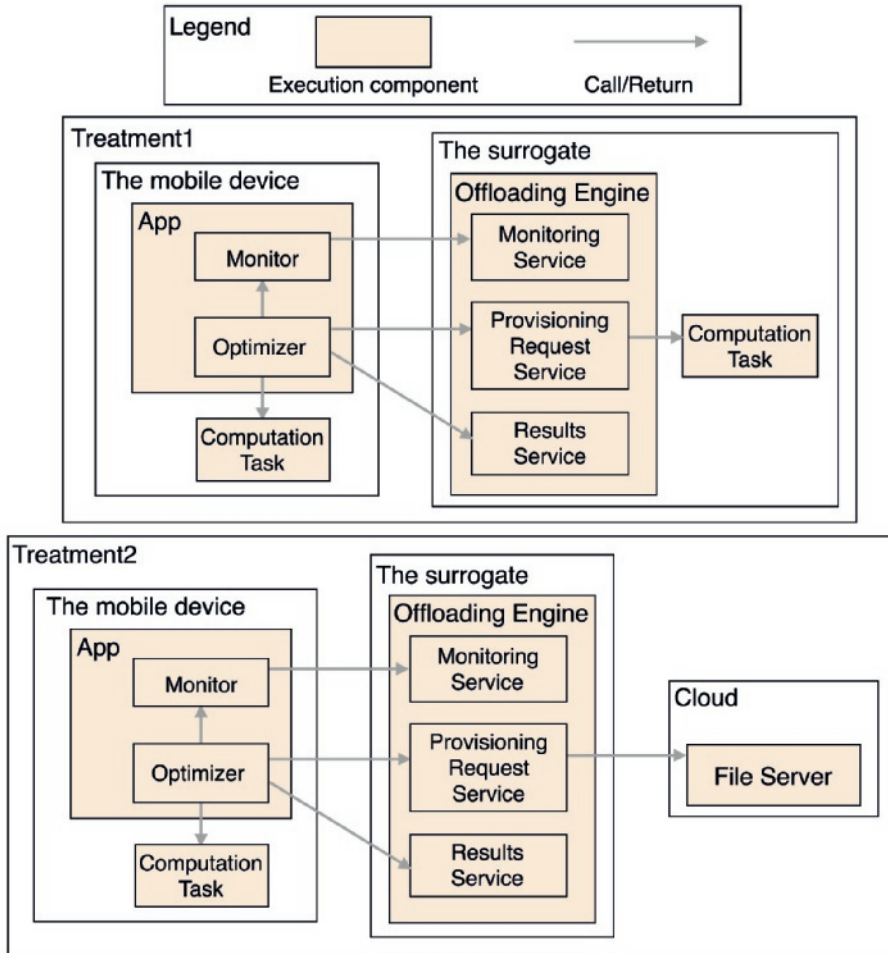 Legend
Execution component
Call/Return
Treatment1
The mobile device
App
Monitor
Optimizer
Computation
Task
The surrogate
Offloading Engine
Monitoring
Service
Provisioning
Request
Service
Results
Service
Computation
Task
Treatment2
The mobile device
App
Monitor
Optimizer
Computation
Task
The surrogate
Offloading Engine
Monitoring
Service
Provisioning
Request
Service
Results
Service
Cloud
File Server